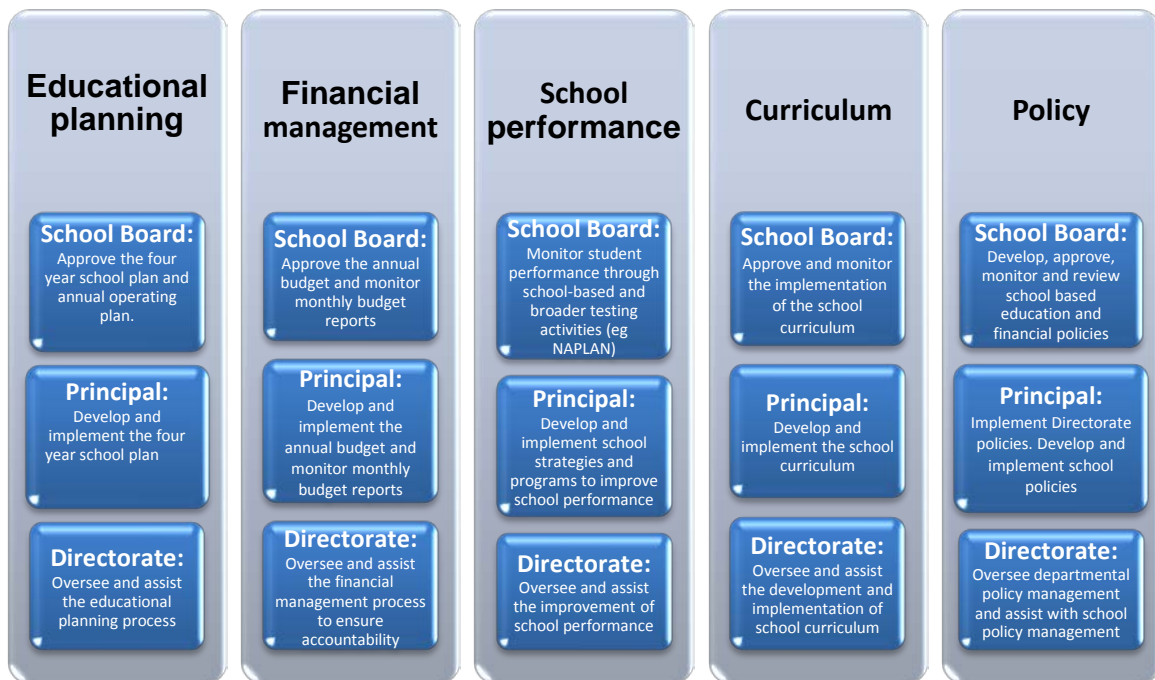 Educational
planning
School Board:
Approve the four
year school plan and
annual operating
plan.
Principal:
Develop and
implement the four
year school plan
Directorate:
Oversee and assist
the educational
planning process
Financial
management
School Board:
Approve the annual
budget and monitor
monthly budget
reports
Principal:
Develop and
implement the
annual budget and
monitor monthly
budget reports
Directorate:
Oversee and assist
the financial
management process
to ensure
accountability
School
performance
School Board:
Monitor student
performance through
school-based and
broader testing
activities (eg
NAPLAN)
Principal:
Develop and
implement school
strategies and
programs to improve
school performance
Directorate:
Oversee and assist
the improvement of
school performance
Curriculum
School Board:
Approve and monitor
the implementation
of the school
curriculum
Principal:
Develop and
implement the school
curriculum
Directorate:
Oversee and assist
the development and
implementation of
school curriculum
Policy
School Board:
Develop, approve,
monitor and review
school based
education and
financial policies
Principal:
Implement Directorate
policies. Develop and
implement school
policies
Directorate:
Oversee departmental
policy management
and assist with school
policy management